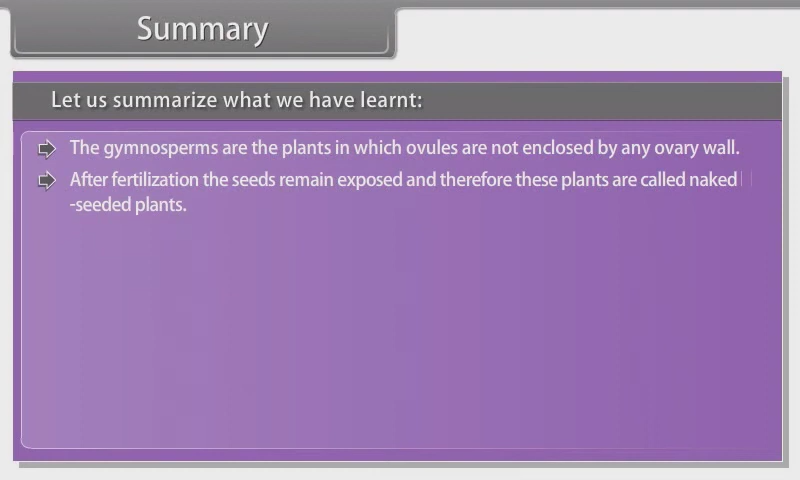 Summary
Let us summarize what we have learnt:
The gymnosperms are the plants in which ovules are not enclosed by any ovary wall.
After fertilization the seeds remain exposed and therefore these plants are called naked
-seeded plants.